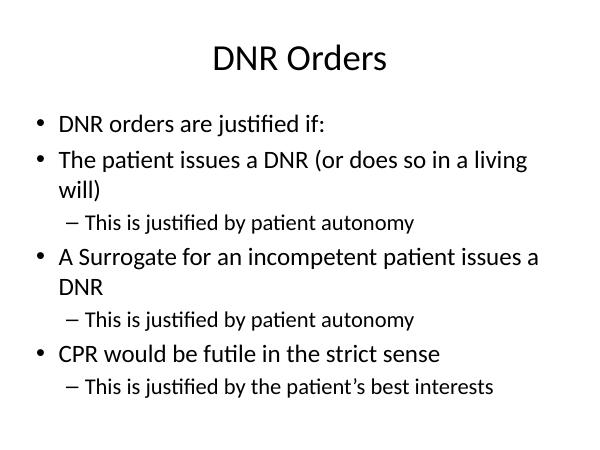 DNR Orders
• DNR orders are justified if:
• The patient issues a DNR (or does so in a living
will)
– This is justified by patient autonomy
• A Surrogate for an incompetent patient issues a
DNR
– This is justified by patient autonomy
• CPR would be futile in the strict sense
– This is justified by the patient’s best interests